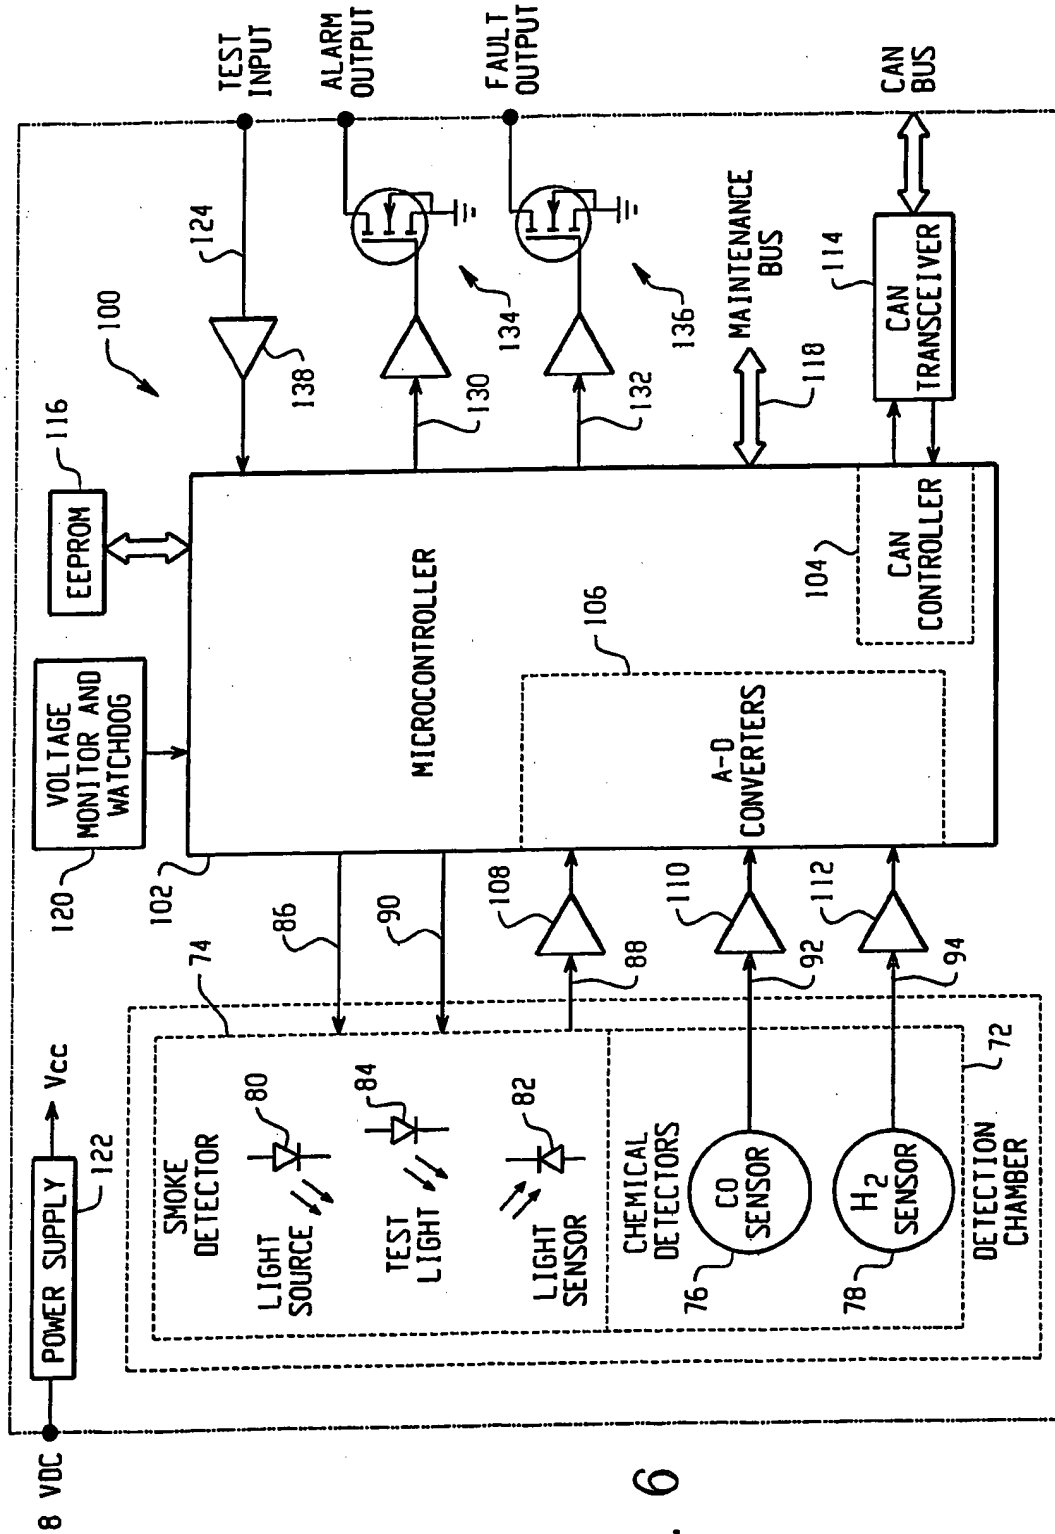 8 VDC
POWER SUPPLY
Vcc
122
VOLTAGE
MONITOR AND
WATCHDOG
120
EEPROM
116
100
TEST
INPUT
124
138
ALARM
OUTPUT
130
134
FAULT
OUTPUT
132
136
102
MICROCONTROLLER
74
86
90
SMOKE
DETECTOR
80
LIGHT
SOURCE
84
TEST
LIGHT
82
LIGHT
SENSOR
88
108
106
A-D
CONVERTERS
MAINTENANCE
BUS
118
CHEMICAL
DETECTORS
76
CO
SENSOR
92
110
78
H2
SENSOR
94
112
72
DETECTION
CHAMBER
104
CAN
CONTROLLER
114
CAN
TRANSCEIVER
CAN
BUS
. 6